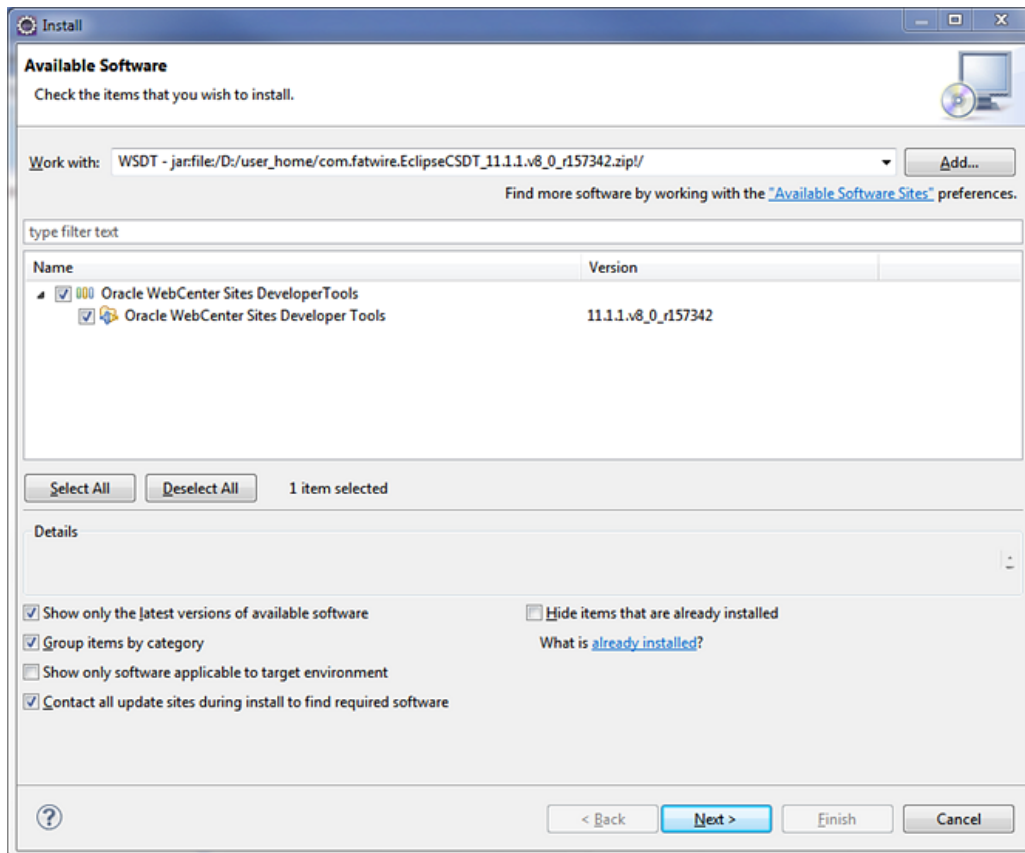 Install
Available Software
Check the items that you wish to install.
Work with: WSDT - jar:file:/D:/user_home/com.fatwire.EclipseCSDT_11.1.1.v8_0_r157342.zip!/ Add...
Find more software by working with the "Available Software Sites" preferences.
type filter text
Name Version
Oracle WebCenter Sites DeveloperTools
Oracle WebCenter Sites Developer Tools 11.1.1.v8_0_r157342
Select All Deselect All 1 item selected
Details
Show only the latest versions of available software Hide items that are already installed
Group items by category What is already installed?
Show only software applicable to target environment
Contact all update sites during install to find required software
? < Back Next > Finish Cancel